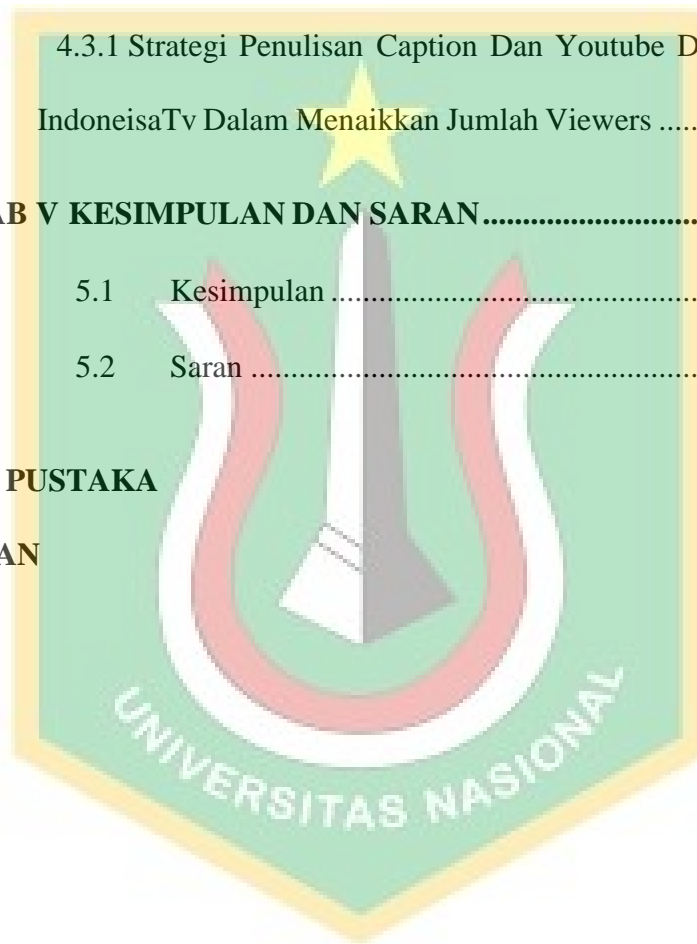 4.3.1 Strategi Penulisan Caption Dan Youtube D
IndoneisaTv Dalam Menaikkan Jumlah Viewers .....
AB V KESIMPULAN DAN SARAN..............................
5.1 Kesimpulan ..............................................
5.2 Saran ........................................................
PUSTAKA
AN
UNIVERSITAS NASIONAL